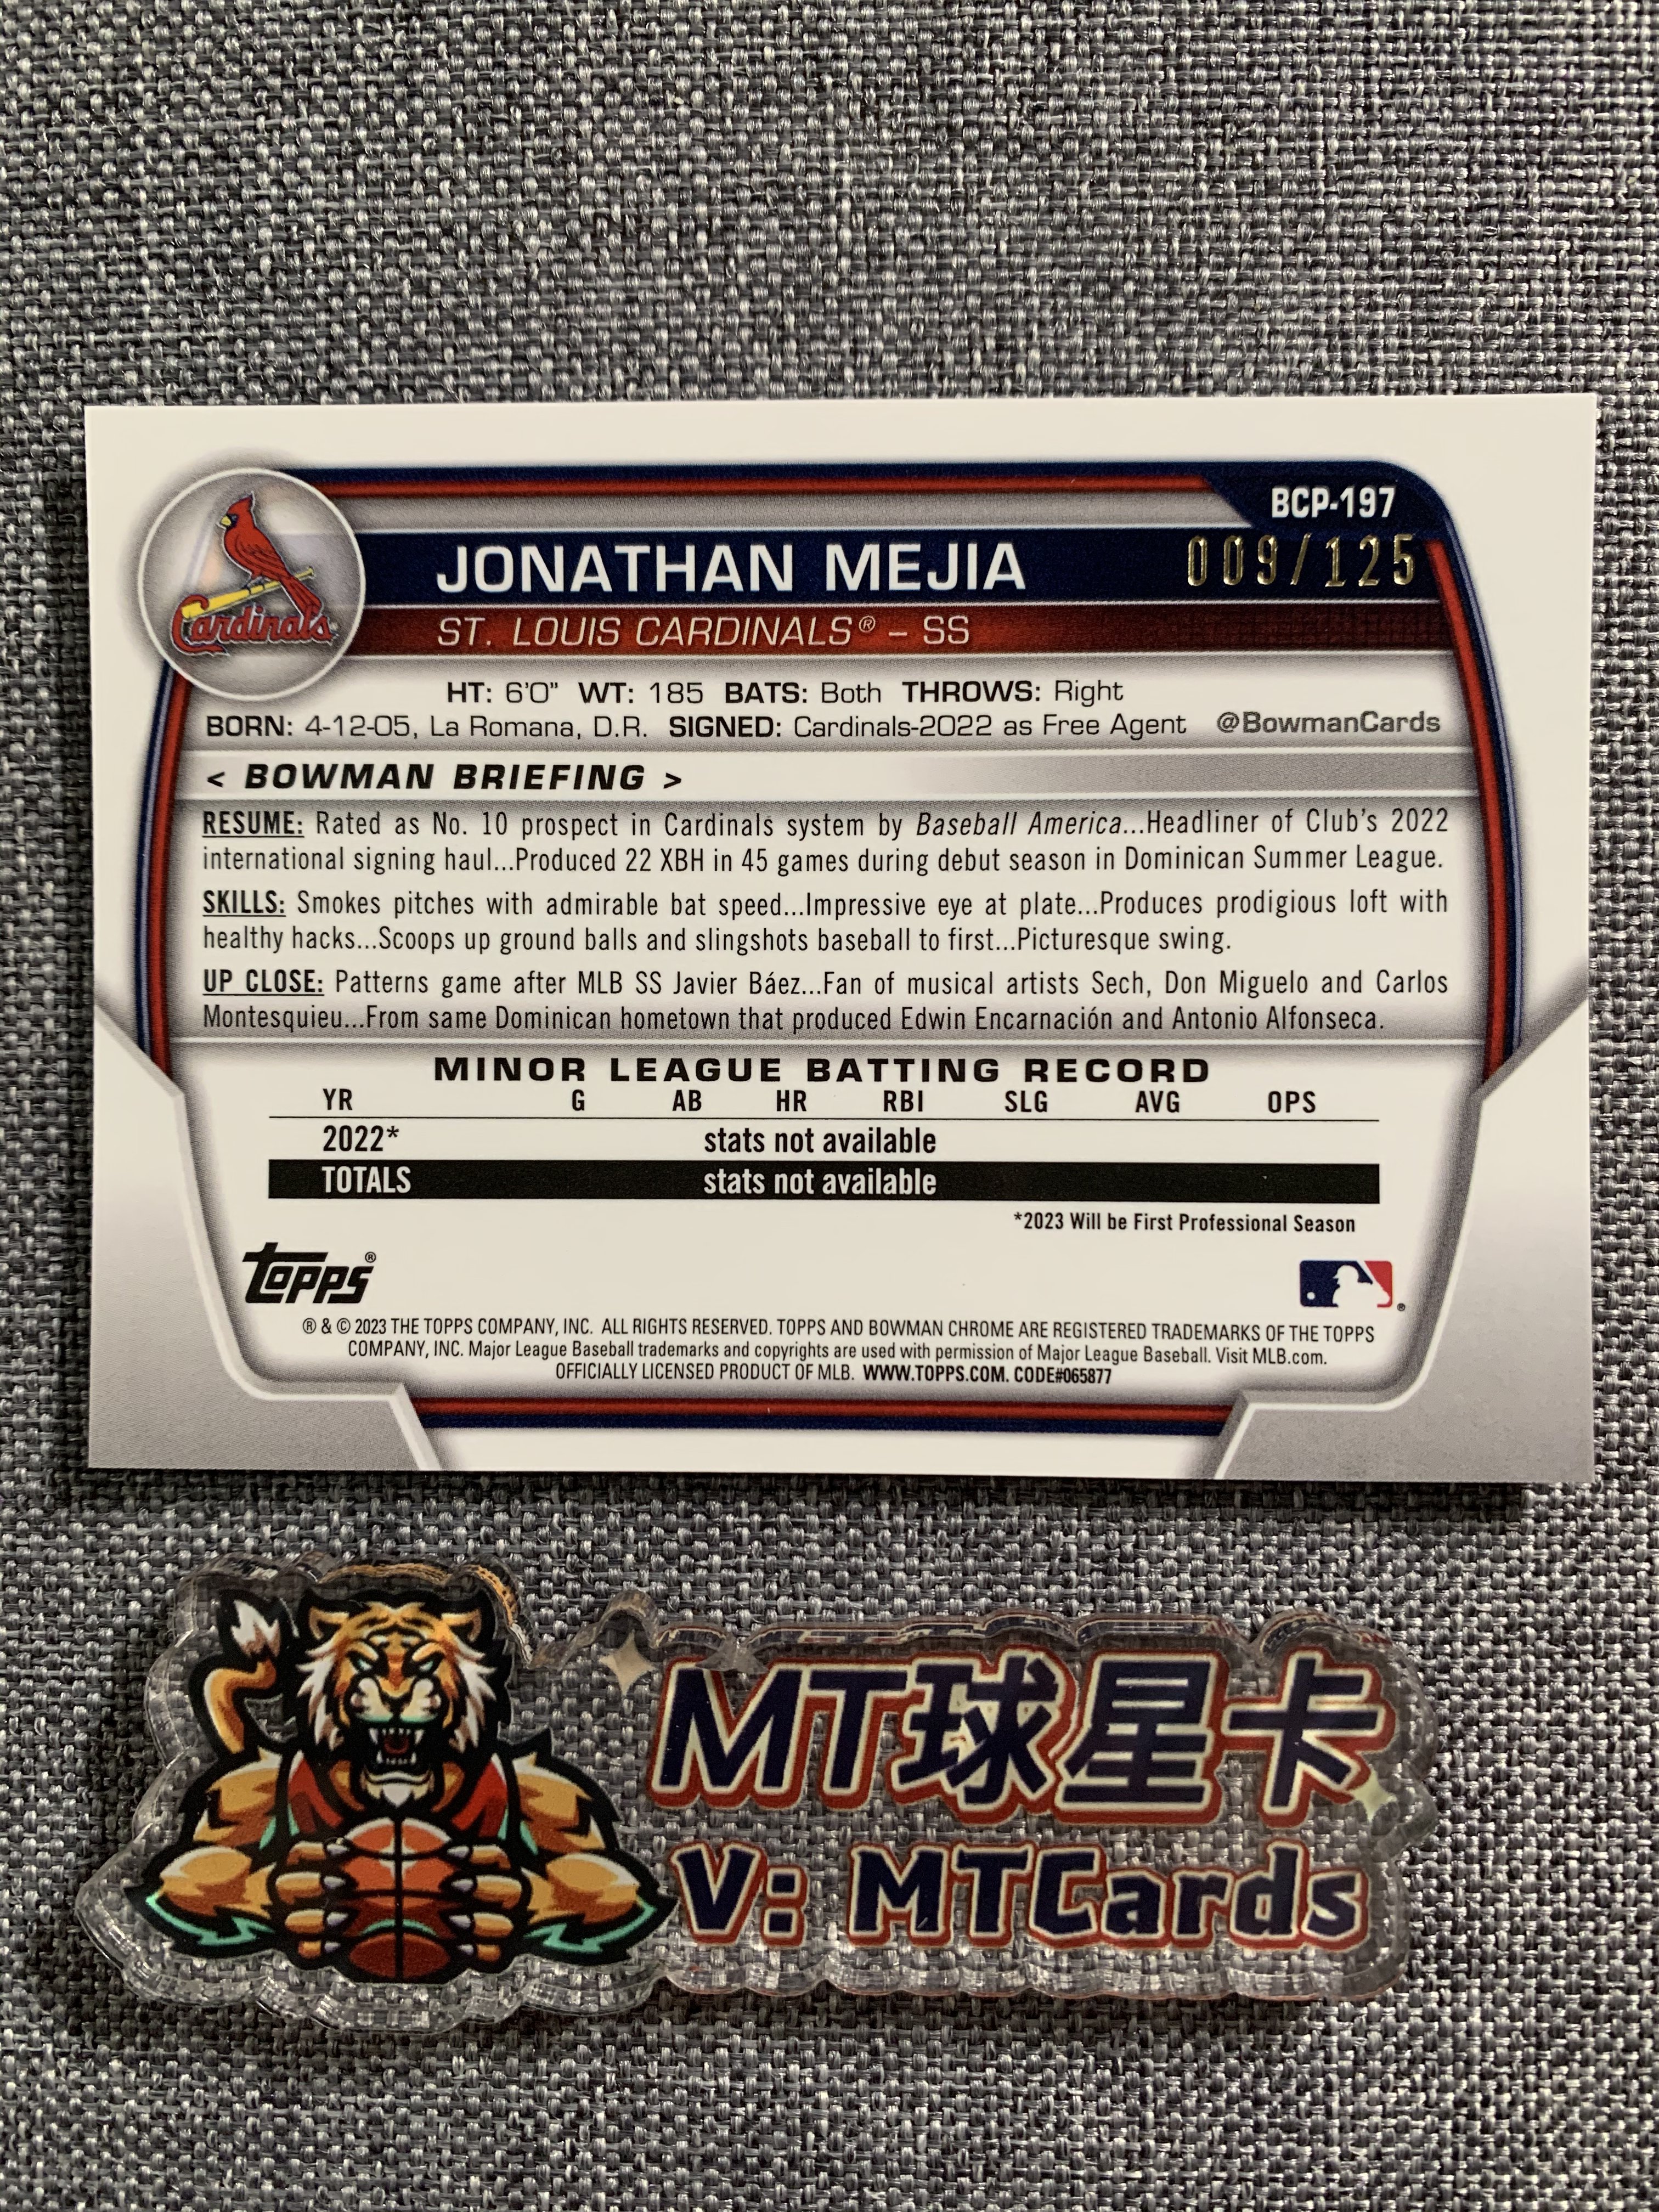 BCP-197
Cardinals
JONATHAN MEJIA
009/125
ST. LOUIS CARDINALS® – SS
HT: 6'0" WT: 185 BATS: Both THROWS: Right
BORN: 4-12-05, La Romana, D.R. SIGNED: Cardinals-2022 as Free Agent @BowmanCards
< BOWMAN BRIEFING >
RESUME: Rated as No. 10 prospect in Cardinals system by Baseball America...Headliner of Club's 2022
international signing haul...Produced 22 XBH in 45 games during debut season in Dominican Summer League.
SKILLS: Smokes pitches with admirable bat speed...Impressive eye at plate...Produces prodigious loft with
healthy hacks...Scoops up ground balls and slingshots baseball to first...Picturesque swing.
UP CLOSE: Patterns game after MLB SS Javier Báez...Fan of musical artists Sech, Don Miguelo and Carlos
Montesquieu...From same Dominican hometown that produced Edwin Encarnación and Antonio Alfonseca.
MINOR LEAGUE BATTING RECORD
YR G AB HR RBI SLG AVG OPS
2022* stats not available
TOTALS stats not available
*2023 Will be First Professional Season
topps®
® & © 2023 THE TOPPS COMPANY, INC. ALL RIGHTS RESERVED. TOPPS AND BOWMAN CHROME ARE REGISTERED TRADEMARKS OF THE TOPPS
COMPANY, INC. Major League Baseball trademarks and copyrights are used with permission of Major League Baseball. Visit MLB.com.
OFFICIALLY LICENSED PRODUCT OF MLB. WWW.TOPPS.COM. CODE#065877
MT球星卡
V: MTCards